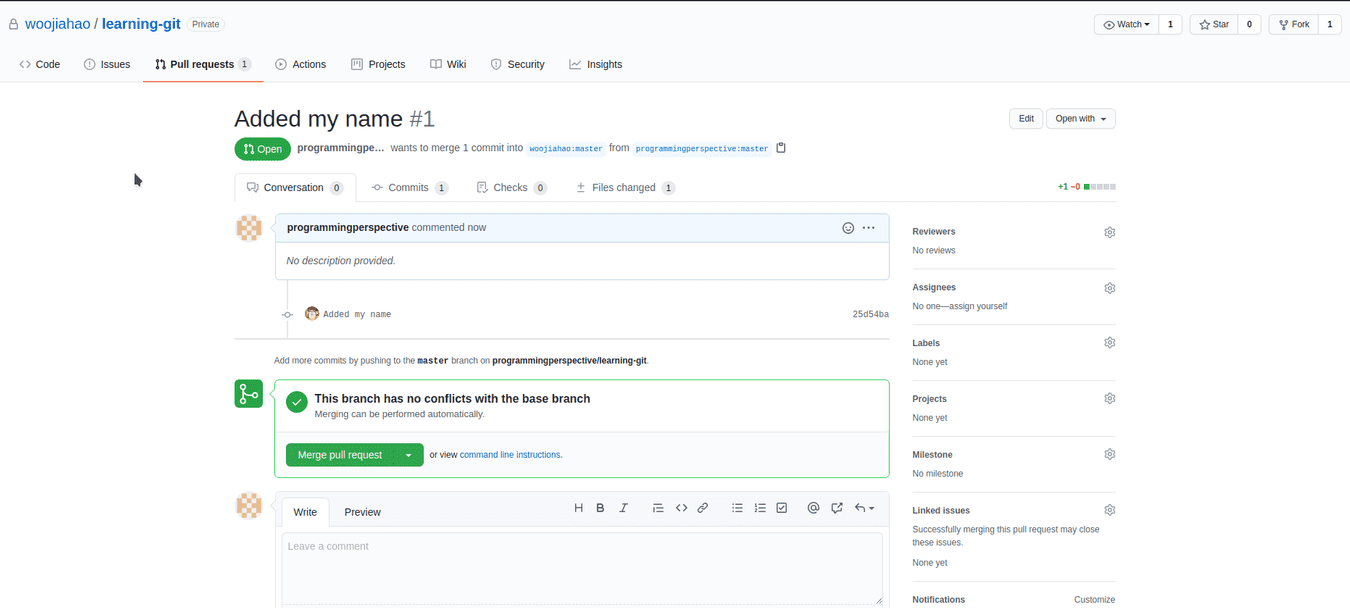 woojiahao / learning-git Private
Watch 1 Star 0 Fork 1
Code Issues Pull requests 1 Actions Projects Wiki Security Insights
Added my name #1
Edit Open with
Open programmingpe... wants to merge 1 commit into woojiahao:master from programmingperspective:master
Conversation 0 Commits 1 Checks 0 Files changed 1
+1 −0
programmingperspective commented now
No description provided.
Added my name 25d54ba
Add more commits by pushing to the master branch on programmingperspective/learning-git.
This branch has no conflicts with the base branch
Merging can be performed automatically.
Merge pull request or view command line instructions.
Write Preview
Leave a comment
Reviewers
No reviews
Assignees
No one—assign yourself
Labels
None yet
Projects
None yet
Milestone
No milestone
Linked issues
Successfully merging this pull request may close
these issues.
None yet
Notifications Customize